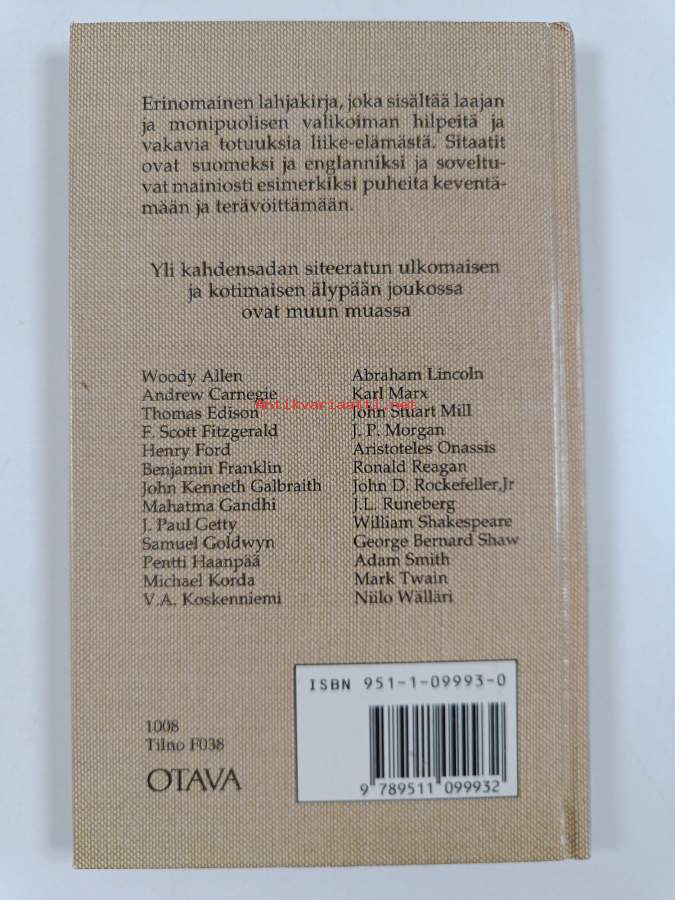 Erinomainen lahjakirja, joka sisältää laajan
ja monipuolisen valikoiman hilpeitä ja
vakavia totuuksia liike-elämästä. Sitaatit
ovat suomeksi ja englanniksi ja soveltu-
vat mainiosti esimerkiksi puheita keventä-
mään ja terävöittämään.
Yli kahdensadan siteeratun ulkomaisen
ja kotimaisen älypään joukossa
ovat muun muassa
Woody Allen
Andrew Carnegie
Thomas Edison
F. Scott Fitzgerald
Henry Ford
Benjamin Franklin
John Kenneth Galbraith
Mahatma Gandhi
J. Paul Getty
Samuel Goldwyn
Pentti Haanpää
Michael Korda
V.A. Koskenniemi
Abraham Lincoln
Karl Marx
John Stuart Mill
J. P. Morgan
Aristoteles Onassis
Ronald Reagan
John D. Rockefeller,Jr
J.L. Runeberg
William Shakespeare
George Bernard Shaw
Adam Smith
Mark Twain
Niilo Wälläri
Antikvariaatti.net
ISBN 951-1-09993-0
9 789511 099932
1008
Tilno F038
OTAVA